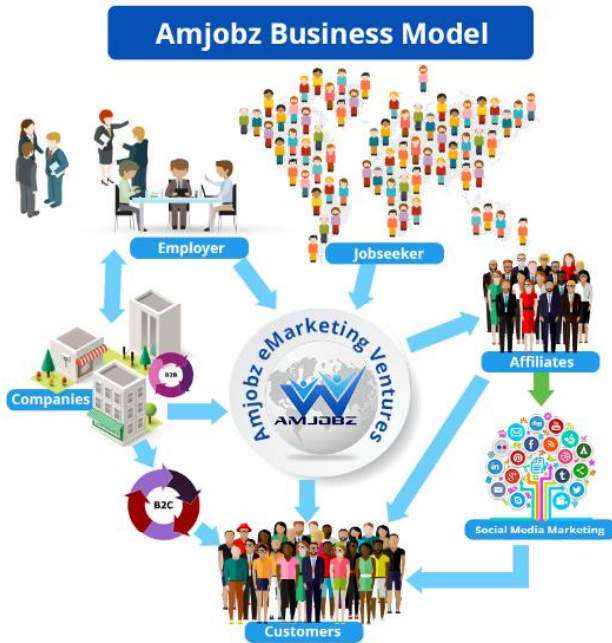 Amjobz Business Model
Employer
Jobseeker
Amjobz eMarketing Ventures
AMJOBZ
Affiliates
B2B
Companies
B2C
Social Media Marketing
Customers